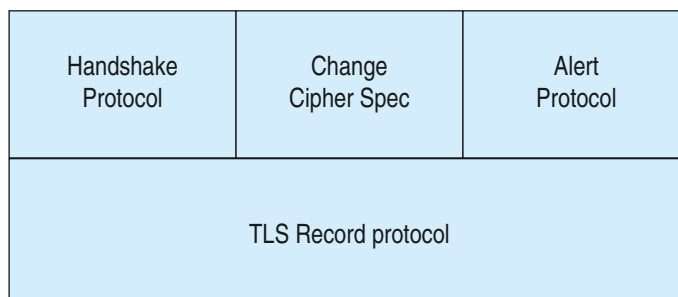 Handshake
Protocol
Change
Cipher Spec
Alert
Protocol
TLS Record protocol